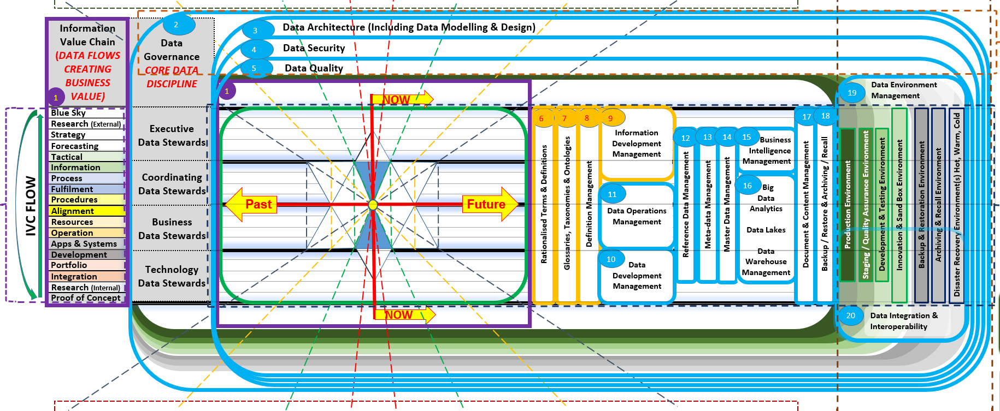 Information
Value Chain
(DATA FLOWS
CREATING
BUSINESS
VALUE)
1
2
Data
Governance
CORE DATA
DISCIPLINE
3
Data Architecture (Including Data Modelling & Design)
4
Data Security
5
Data Quality
IVC FLOW
Blue Sky
Research (External)
Strategy
Forecasting
Tactical
Information
Process
Fulfilment
Procedures
Alignment
Resources
Operation
Apps & Systems
Development
Portfolio
Integration
Research (Internal)
Proof of Concept
Executive
Data Stewards
Coordinating
Data Stewards
Business
Data Stewards
Technology
Data Stewards
1
NOW
Past
Future
NOW
6
Rationalised Terms & Definitions
7
Glossaries, Taxonomies & Ontologies
8
Definition Management
9
Information
Development
Management
11
Data Operations
Management
10
Data
Development
Management
12
Reference Data Management
13
Meta-data Management
14
Master Data Management
15
Business
Intelligence
Management
16
Big
Data
Analytics
Data Lakes
Data
Warehouse
Management
17
Document & Content Management
18
Backup / Restore & Archiving / Recall
19
Data Environment
Management
Production Environment
Staging / Quality Assurance Environment
Development & Testing Environment
Innovation & Sand Box Environment
Backup & Restoration Environment
Archiving & Recall Environment
Disaster Recovery Environment(s) Hot, Warm, Cold
20
Data Integration &
Interoperability